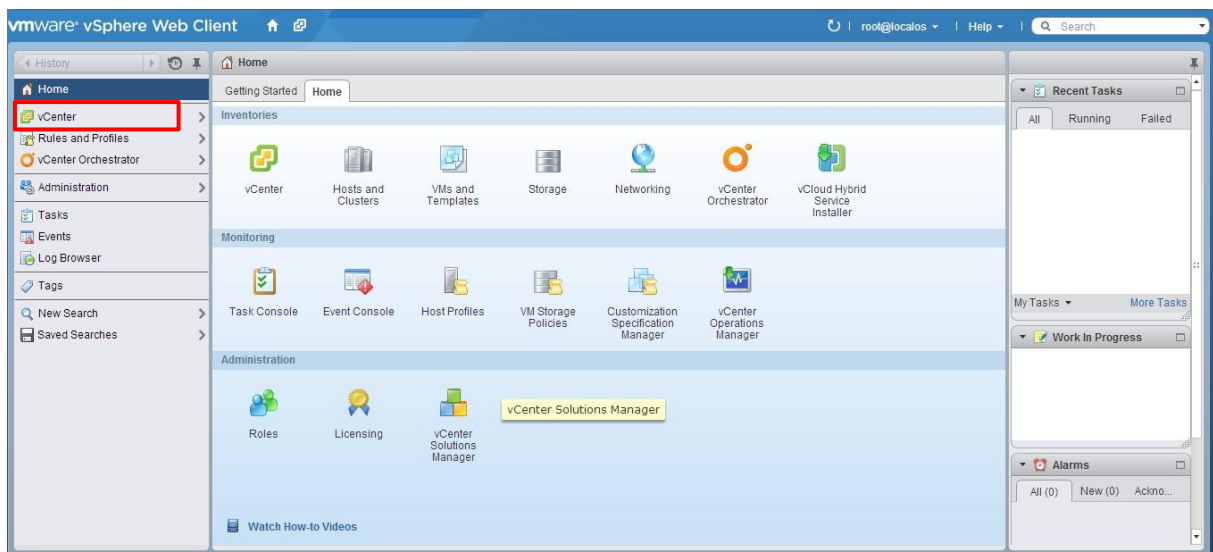 vmware® vSphere Web Client
root@localos
Help
Search
History
Home
vCenter
Rules and Profiles
vCenter Orchestrator
Administration
Tasks
Events
Log Browser
Tags
New Search
Saved Searches
Home
Getting Started
Home
Inventories
vCenter
Hosts and
Clusters
VMs and
Templates
Storage
Networking
vCenter
Orchestrator
vCloud Hybrid
Service
Installer
Monitoring
Task Console
Event Console
Host Profiles
VM Storage
Policies
Customization
Specification
Manager
vCenter
Operations
Manager
Administration
Roles
Licensing
vCenter
Solutions
Manager
vCenter Solutions Manager
Watch How-to Videos
Recent Tasks
All Running Failed
My Tasks More Tasks
Work In Progress
Alarms
All (0) New (0) Ackno...